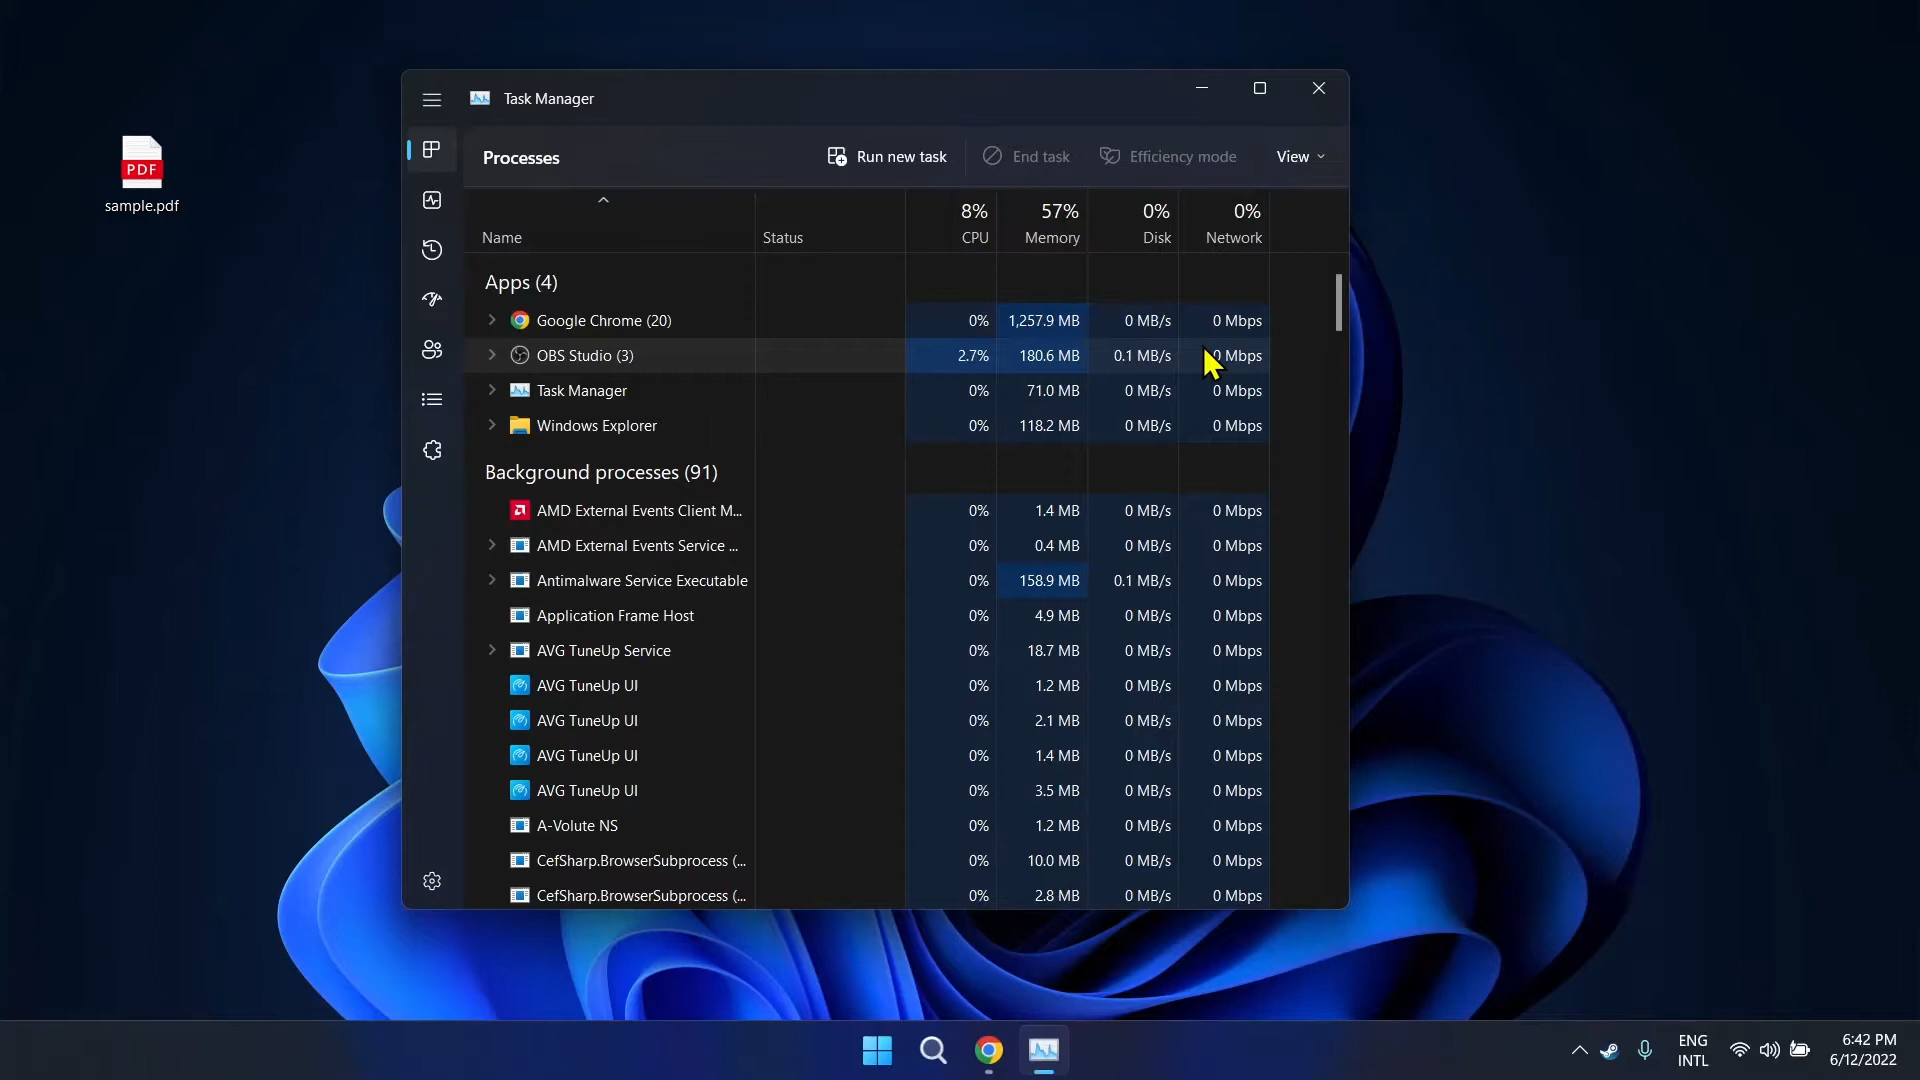 Task Manager
PDF
sample.pdf
Processes
Run new task
End task
Efficiency mode
View
8% 57% 0% 0%
Name Status CPU Memory Disk Network
Apps (4)
Google Chrome (20) 0% 1,257.9 MB 0 MB/s 0 Mbps
OBS Studio (3) 2.7% 180.6 MB 0.1 MB/s 0 Mbps
Task Manager 0% 71.0 MB 0 MB/s 0 Mbps
Windows Explorer 0% 118.2 MB 0 MB/s 0 Mbps
Background processes (91)
AMD External Events Client M... 0% 1.4 MB 0 MB/s 0 Mbps
AMD External Events Service ... 0% 0.4 MB 0 MB/s 0 Mbps
Antimalware Service Executable 0% 158.9 MB 0.1 MB/s 0 Mbps
Application Frame Host 0% 4.9 MB 0 MB/s 0 Mbps
AVG TuneUp Service 0% 18.7 MB 0 MB/s 0 Mbps
AVG TuneUp UI 0% 1.2 MB 0 MB/s 0 Mbps
AVG TuneUp UI 0% 2.1 MB 0 MB/s 0 Mbps
AVG TuneUp UI 0% 1.4 MB 0 MB/s 0 Mbps
AVG TuneUp UI 0% 3.5 MB 0 MB/s 0 Mbps
A-Volute NS 0% 1.2 MB 0 MB/s 0 Mbps
CefSharp.BrowserSubprocess (... 0% 10.0 MB 0 MB/s 0 Mbps
CefSharp.BrowserSubprocess (... 0% 2.8 MB 0 MB/s 0 Mbps
ENG
INTL
6:42 PM
6/12/2022